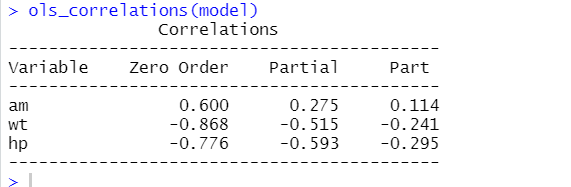 > ols_correlations(model)
Correlations
-------------------------------------------
Variable Zero Order Partial Part
-------------------------------------------
am 0.600 0.275 0.114
wt -0.868 -0.515 -0.241
hp -0.776 -0.593 -0.295
-------------------------------------------
>